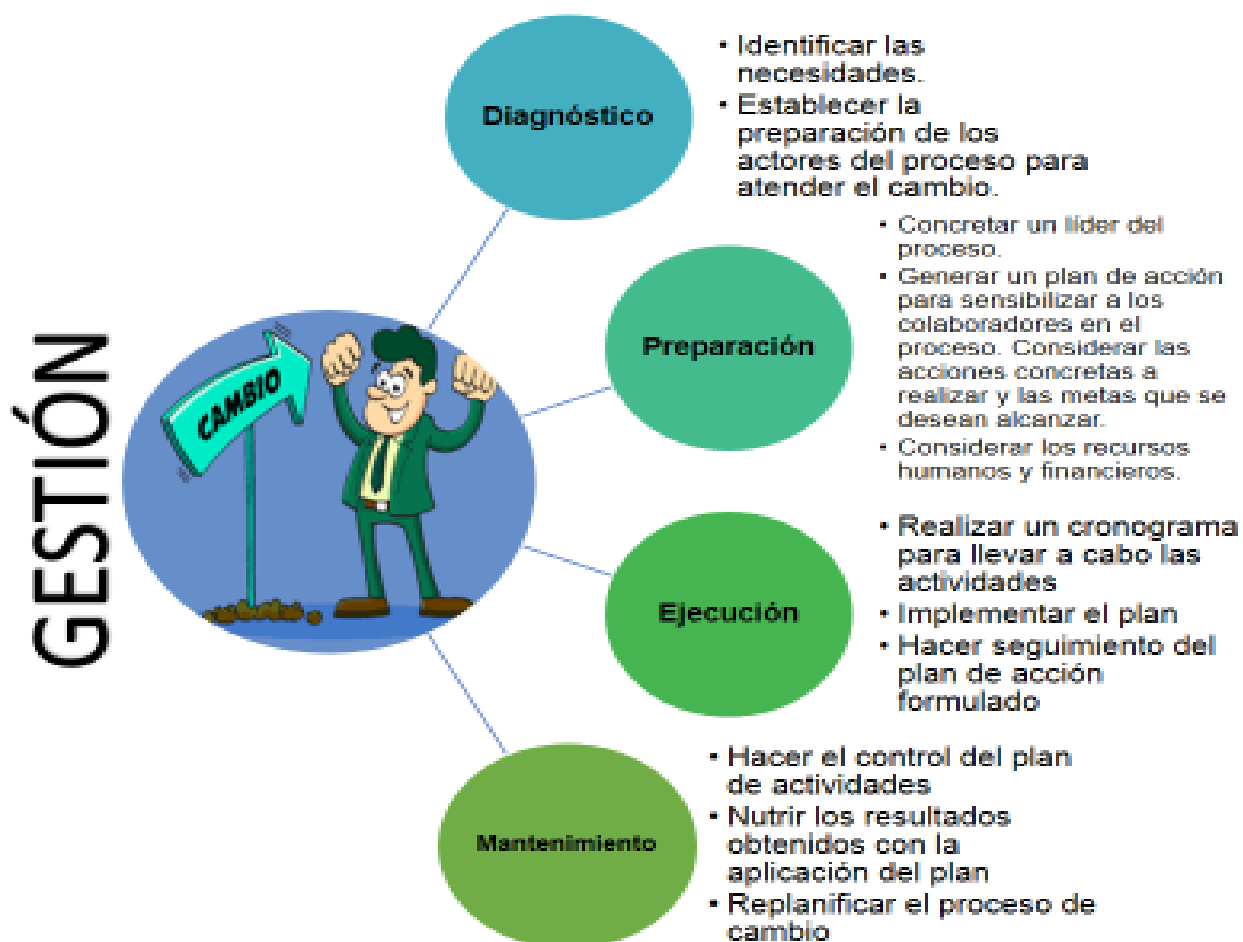 GESTIÓN
CAMBIO
Diagnóstico
• Identificar las
necesidades.
• Establecer la
preparación de los
actores del proceso para
atender el cambio.
Preparación
• Concretar un líder del
proceso.
• Generar un plan de acción
para sensibilizar a los
colaboradores en el
proceso. Considerar las
acciones concretas a
realizar y las metas que se
desean alcanzar.
• Considerar los recursos
humanos y financieros.
Ejecución
• Realizar un cronograma
para llevar a cabo las
actividades
• Implementar el plan
• Hacer seguimiento del
plan de acción
formulado
Mantenimiento
• Hacer el control del plan
de actividades
• Nutrir los resultados
obtenidos con la
aplicación del plan
• Replanificar el proceso de
cambio